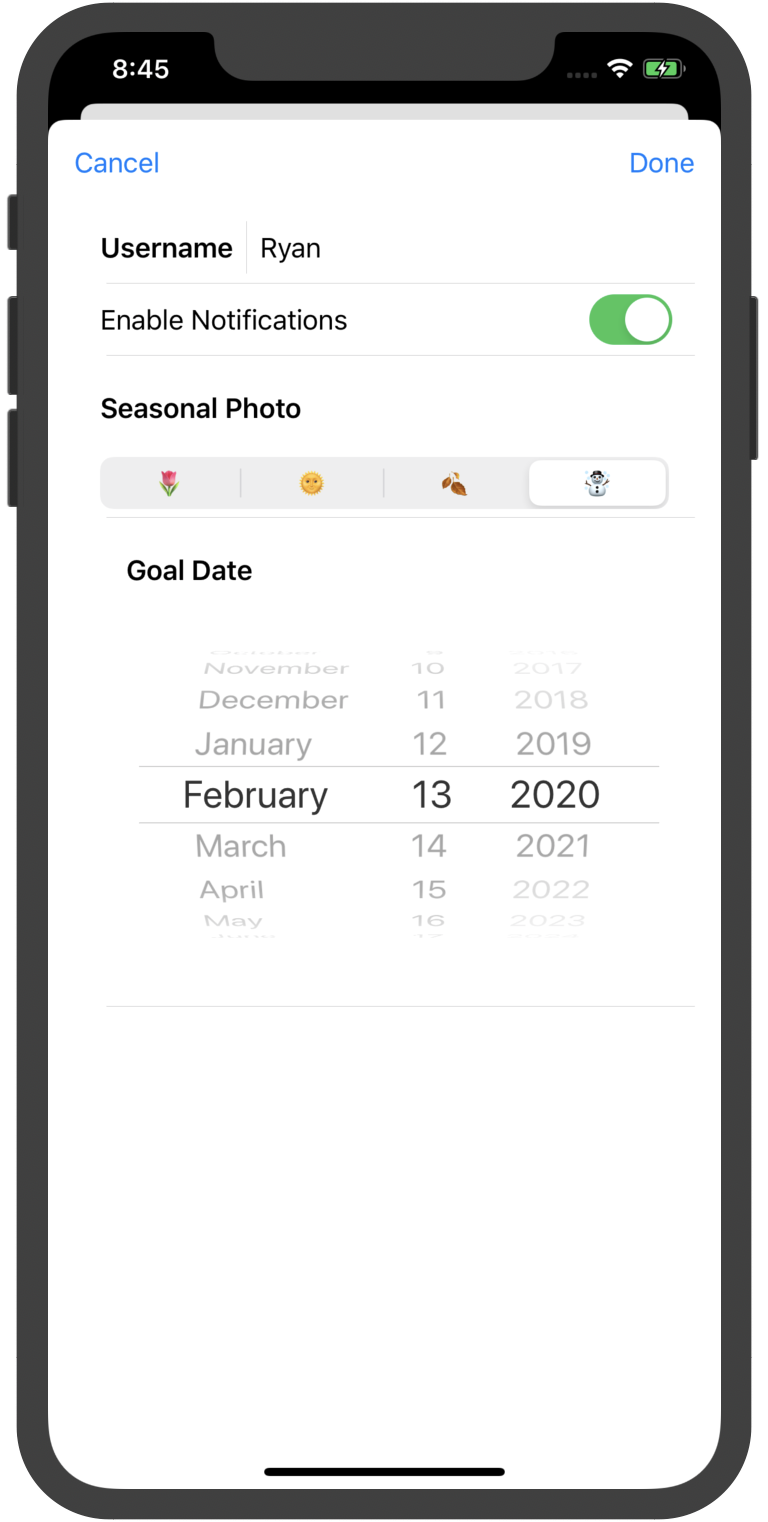 8:45
Cancel Done
Username Ryan
Enable Notifications
Seasonal Photo
Goal Date
November 10 2017
December 11 2018
January 12 2019
February 13 2020
March 14 2021
April 15 2022
May 16 2023